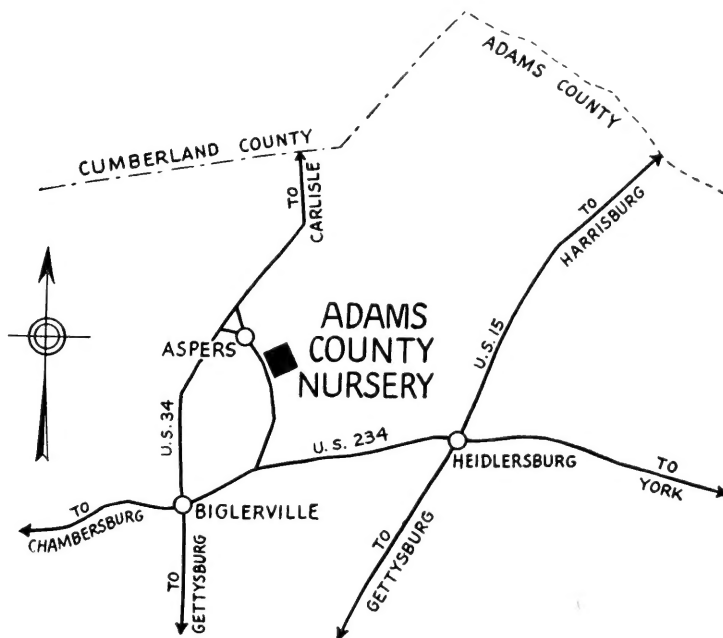 ADAMS COUNTY
CUMBERLAND COUNTY
TO
CARLISLE
TO
HARRISBURG
ADAMS
COUNTY
NURSERY
ASPERS
U.S. 15
U.S. 34
U.S. 234
HEIDLERSBURG
TO
YORK
BIGLERVILLE
TO
CHAMBERSBURG
TO
GETTYSBURG
TO
GETTYSBURG